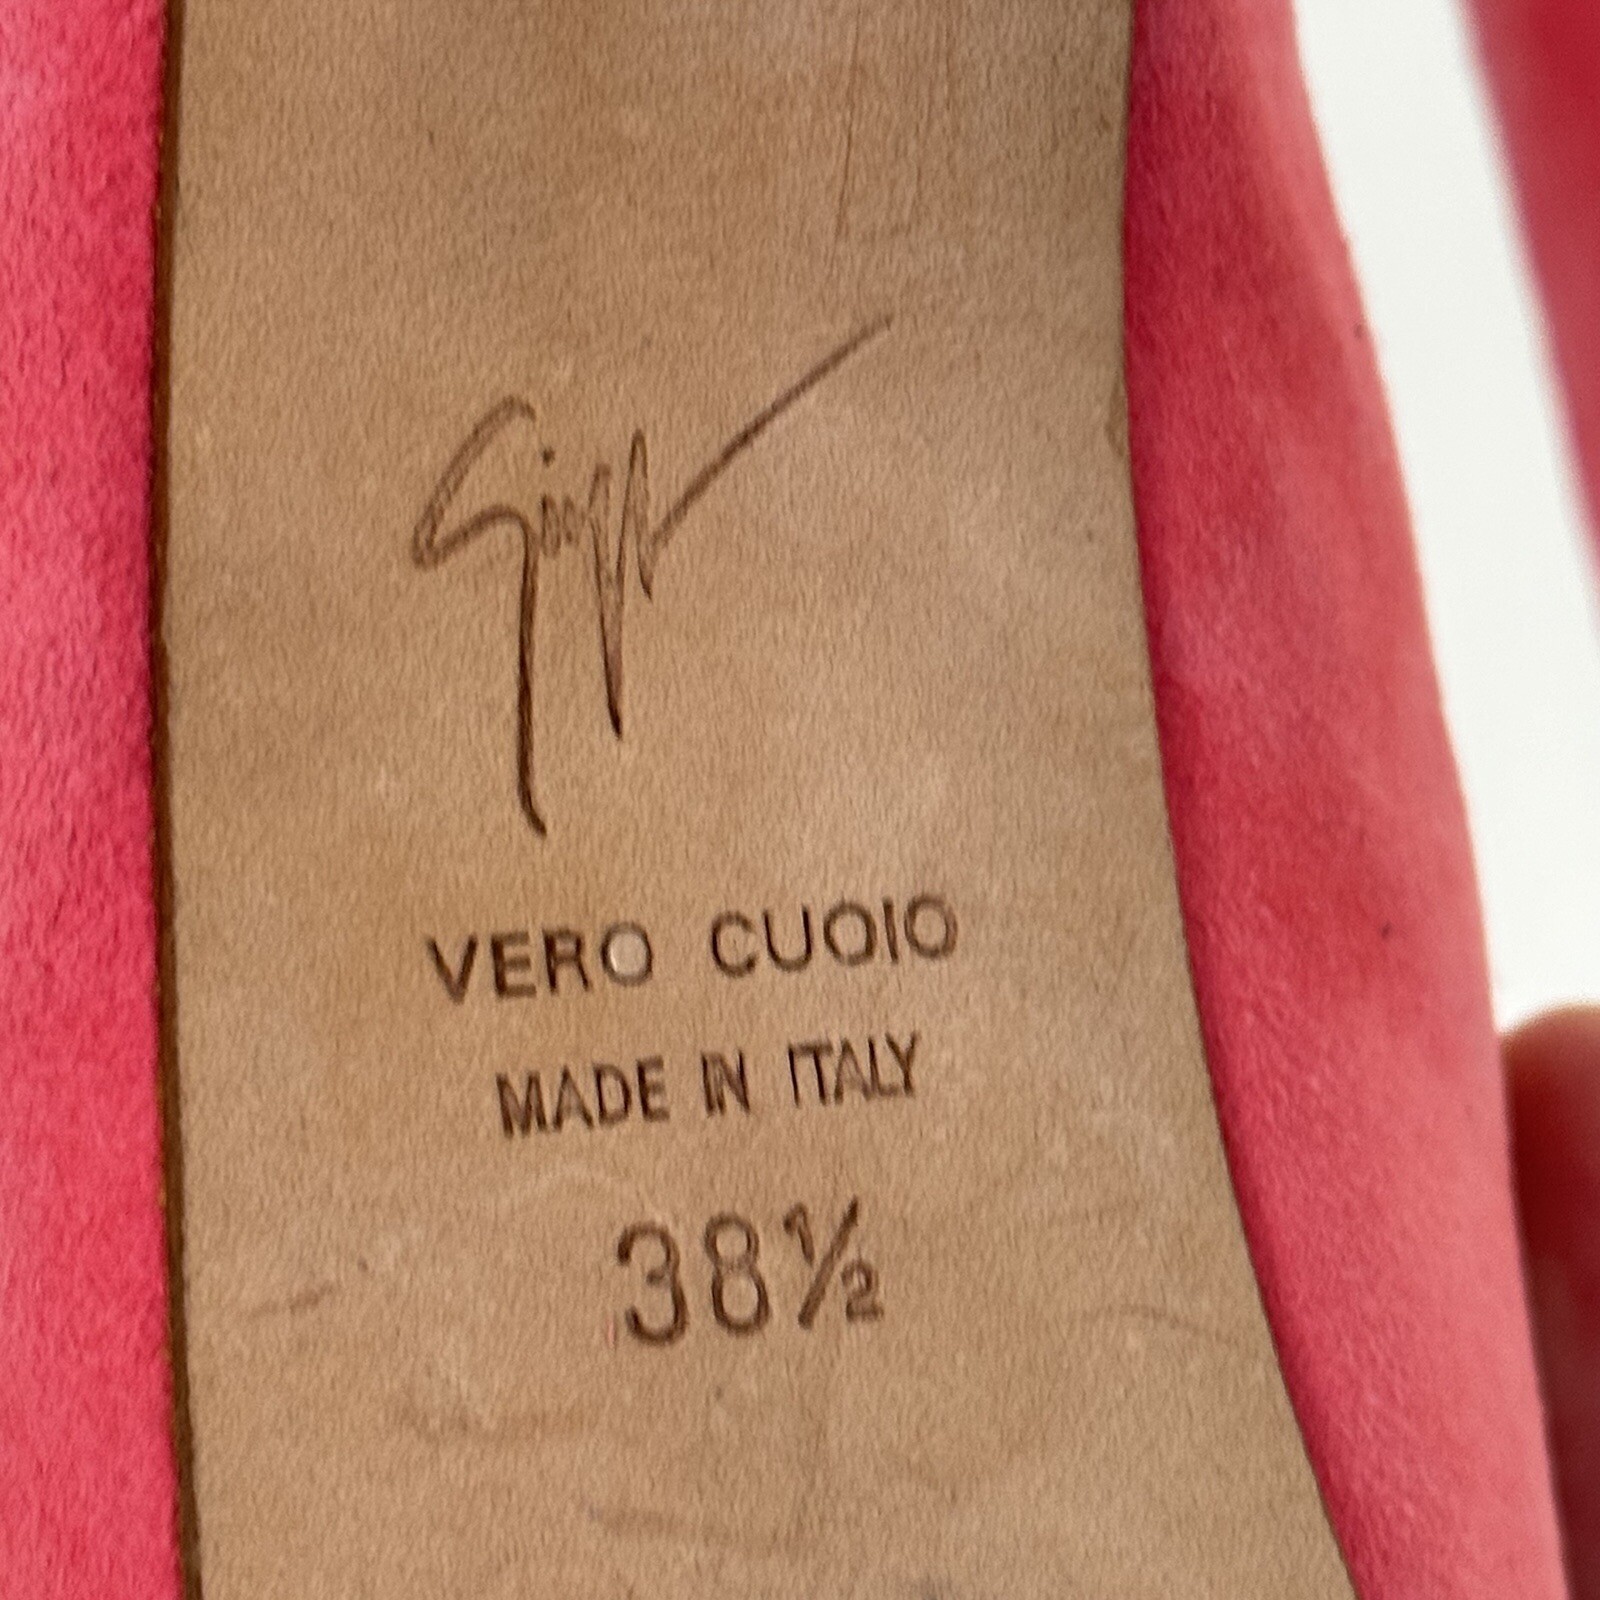 VERO CUOIO
MADE IN ITALY
38½